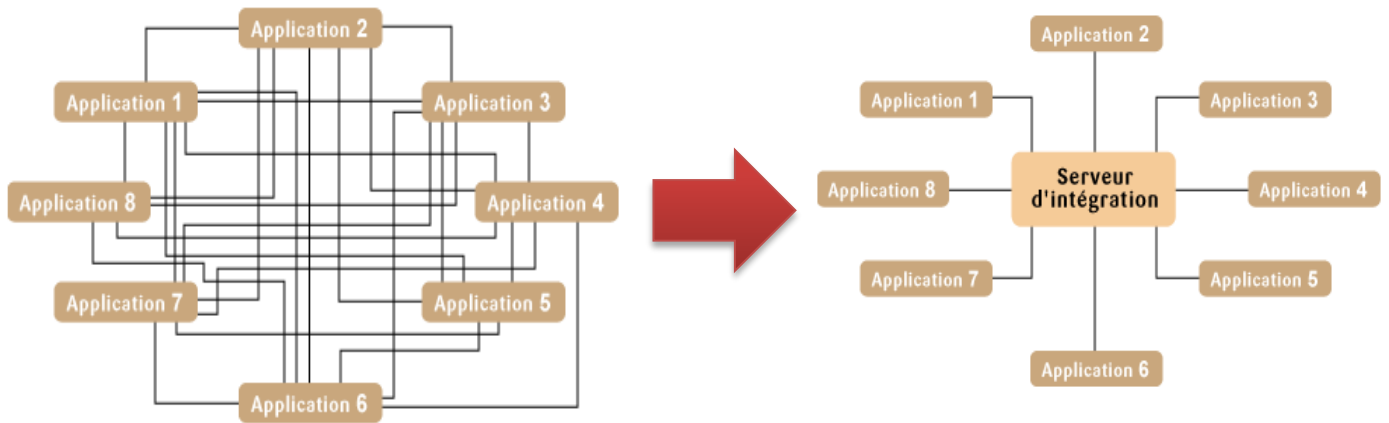 Application 2
Application 1
Application 3
Application 8
Application 4
Application 7
Application 5
Application 6
Application 2
Application 1
Application 3
Serveur
d'intégration
Application 8
Application 4
Application 7
Application 5
Application 6